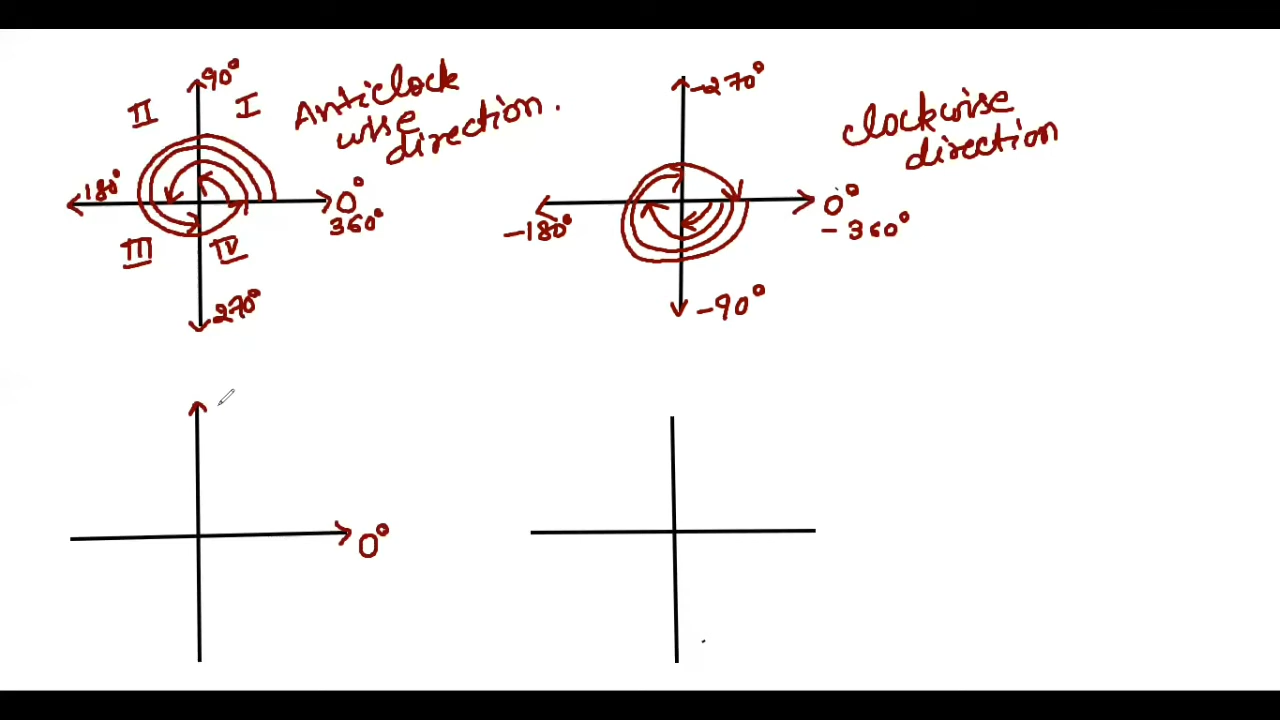 90°
II I
Anticlock
wise
direction.
180°
0°
360°
III IV
270°
-270°
clockwise
direction
-180°
0°
- 360°
-90°
0°